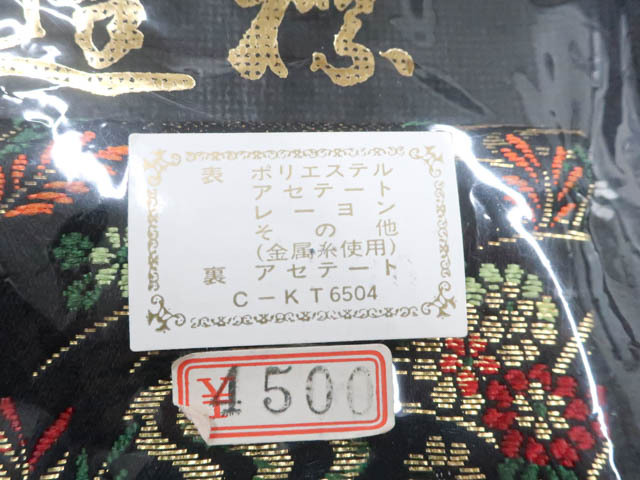 表 ポリエステル
アセテート
レーヨン
その他
(金属糸使用)
裏 アセテート
C-KT6504
¥1500